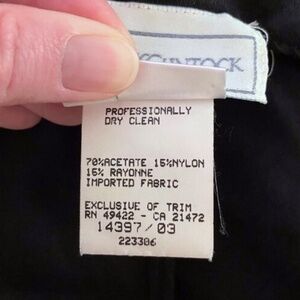 PROFESSIONALLY
DRY CLEAN
70%ACETATE 15%NYLON
15% RAYONNE
IMPORTED FABRIC
EXCLUSIVE OF TRIM
RN 49422 - CA 21472
14397/03
223306